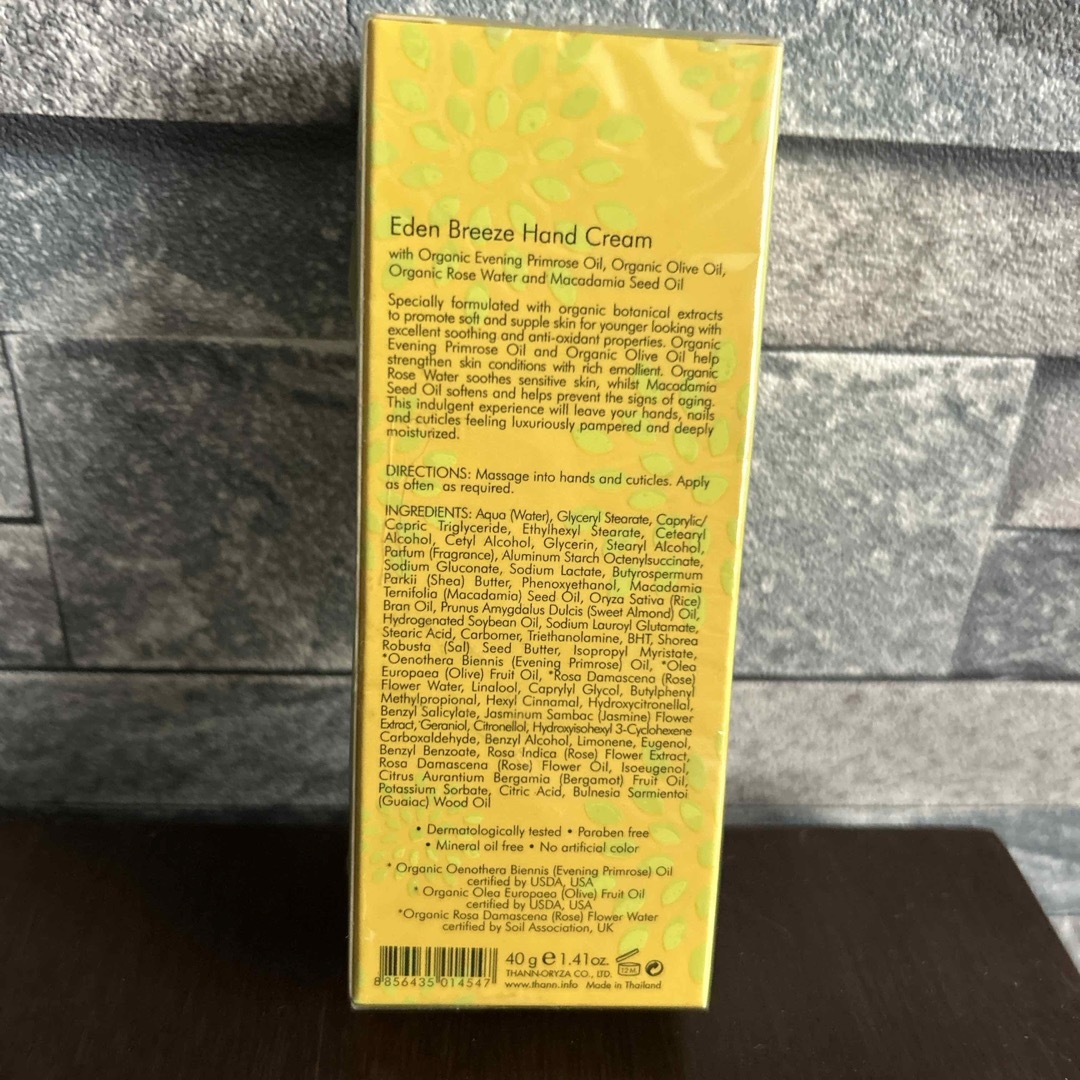 Eden Breeze Hand Cream
with Organic Evening Primrose Oil, Organic Olive Oil,
Organic Rose Water and Macadamia Seed Oil
Specially formulated with organic botanical extracts
to promote soft and supple skin for younger looking with
excellent soothing and anti-oxidant properties. Organic
Evening Primrose Oil and Organic Olive Oil help
strengthen skin conditions with rich emollient. Organic
Rose Water soothes sensitive skin, whilst Macadamia
Seed Oil softens and helps prevent the signs of aging.
This indulgent experience will leave your hands, nails
and cuticles feeling luxuriously pampered and deeply
moisturized.
DIRECTIONS: Massage into hands and cuticles. Apply
as often as required.
INGREDIENTS: Aqua (Water), Glyceryl Stearate, Caprylic/
Capric Triglyceride, Ethylhexyl Stearate, Cetearyl
Alcohol, Cetyl Alcohol, Glycerin, Stearyl Alcohol,
Parfum (Fragrance), Aluminum Starch Octenylsuccinate,
Sodium Gluconate, Sodium Lactate, Butyrospermum
Parkii (Shea) Butter, Phenoxyethanol, Macadamia
Ternifolia (Macadamia) Seed Oil, Oryza Sativa (Rice)
Bran Oil, Prunus Amygdalus Dulcis (Sweet Almond) Oil,
Hydrogenated Soybean Oil, Sodium Lauroyl Glutamate,
Stearic Acid, Carbomer, Triethanolamine, BHT, Shorea
Robusta (Sal) Seed Butter, Isopropyl Myristate,
*Oenothera Biennis (Evening Primrose) Oil, *Olea
Europaea (Olive) Fruit Oil, *Rosa Damascena (Rose)
Flower Water, Linalool, Caprylyl Glycol, Butylphenyl
Methylpropional, Hexyl Cinnamal, Hydroxycitronellal,
Benzyl Salicylate, Jasminum Sambac (Jasmine) Flower
Extract, Geraniol, Citronellol, Hydroxyisohexyl 3-Cyclohexene
Carboxaldehyde, Benzyl Alcohol, Limonene, Eugenol,
Benzyl Benzoate, Rosa Indica (Rose) Flower Extract,
Rosa Damascena (Rose) Flower Oil, Isoeugenol,
Citrus Aurantium Bergamia (Bergamot) Fruit Oil,
Potassium Sorbate, Citric Acid, Bulnesia Sarmientoi
(Guaiac) Wood Oil
• Dermatologically tested • Paraben free
• Mineral oil free • No artificial color
* Organic Oenothera Biennis (Evening Primrose) Oil
certified by USDA, USA
* Organic Olea Europaea (Olive) Fruit Oil
certified by USDA, USA
*Organic Rosa Damascena (Rose) Flower Water
certified by Soil Association, UK
40 g ℮ 1.41oz.
12 M
THANN-ORYZA CO., LTD.
www.thann.info Made in Thailand
8 856435 014547